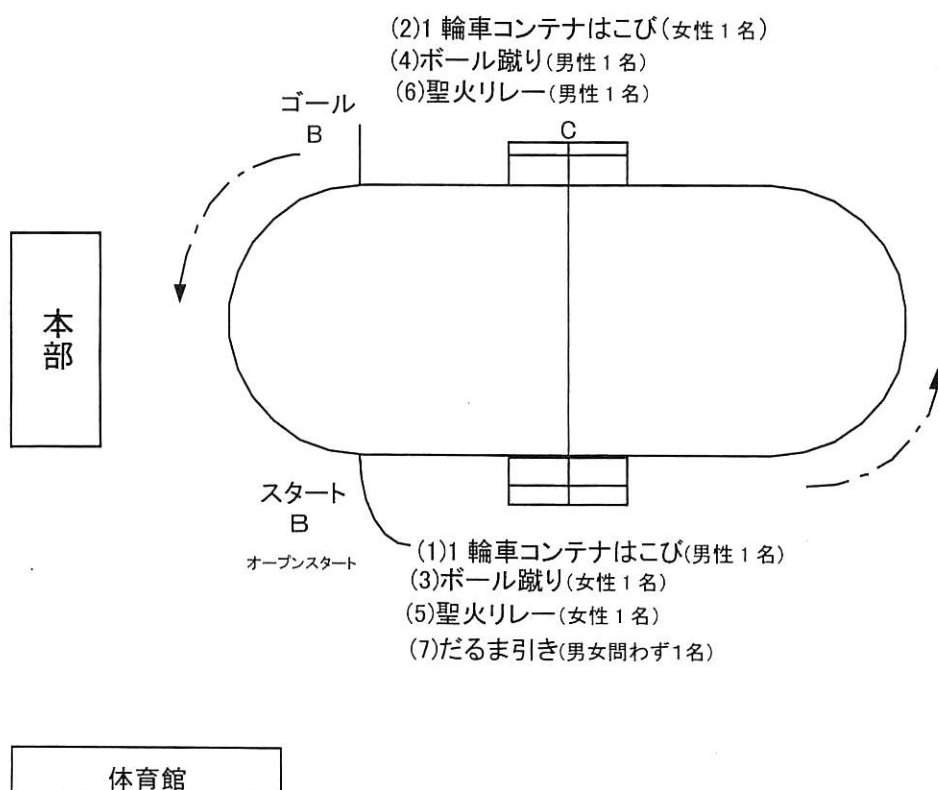 (2)1 輪車コンテナはこび(女性1名)
(4)ボール蹴り(男性1名)
(6)聖火リレー(男性1名)
ゴール
B
C
本部
スタート
B
オープンスタート
(1)1 輪車コンテナはこび(男性1名)
(3)ボール蹴り(女性1名)
(5)聖火リレー(女性1名)
(7)だるま引き(男女問わず1名)
体育館